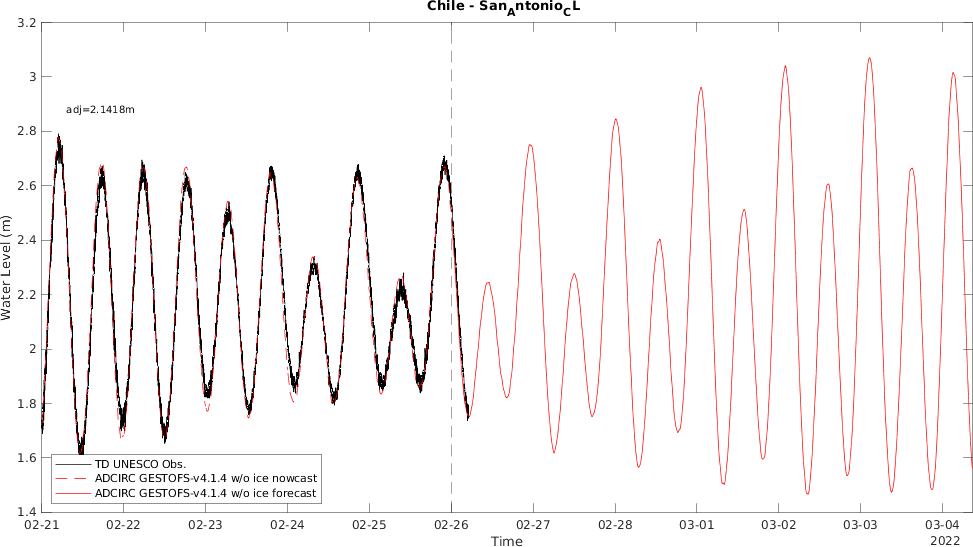 Chile - SanAntonioCL
3.2
3
2.8
2.6
2.4
2.2
2
1.8
1.6
1.4
Water Level (m)
adj=2.1418m
TD UNESCO Obs.
ADCIRC GESTOFS-v4.1.4 w/o ice nowcast
ADCIRC GESTOFS-v4.1.4 w/o ice forecast
02-21 02-22 02-23 02-24 02-25 02-26 02-27 02-28 03-01 03-02 03-03 03-04
2022
Time